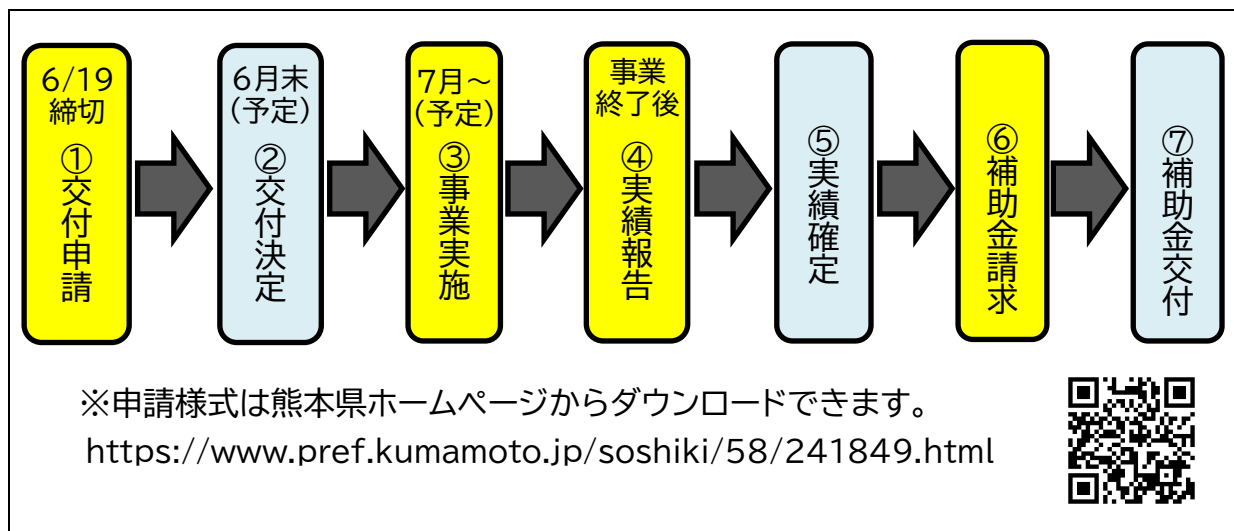 6/19
締切
①交付申請
6月末
(予定)
②交付決定
7月～
(予定)
③事業実施
事業
終了後
④実績報告
⑤実績確定
⑥補助金請求
⑦補助金交付
※申請様式は熊本県ホームページからダウンロードできます。
https://www.pref.kumamoto.jp/soshiki/58/241849.html